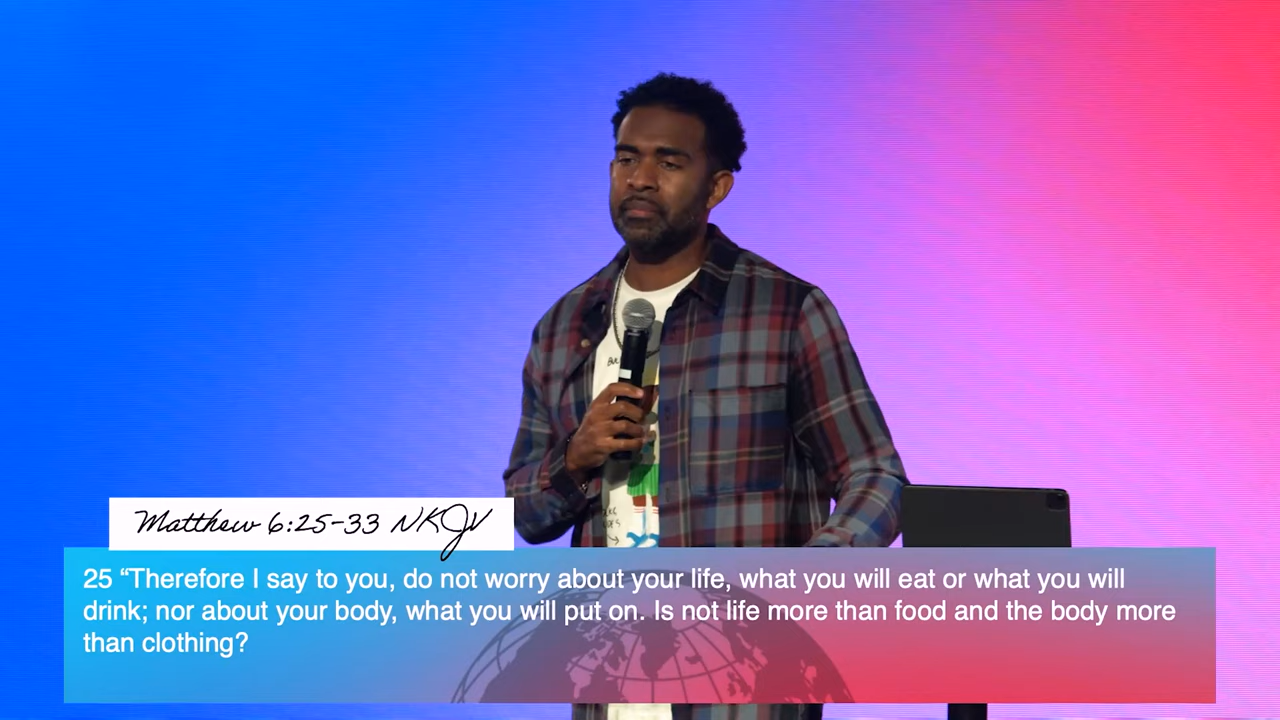 Matthew 6:25-33 NKJV
25 “Therefore I say to you, do not worry about your life, what you will eat or what you will
drink; nor about your body, what you will put on. Is not life more than food and the body more
than clothing?